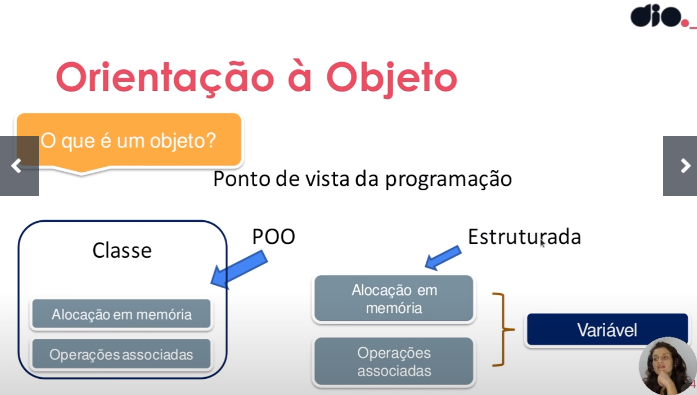 dio._
Orientação à Objeto
O que é um objeto?
Ponto de vista da programação
POO
Estruturada
Classe
Alocação em memória
Operações associadas
Alocação em
memória
Operações
associadas
Variável